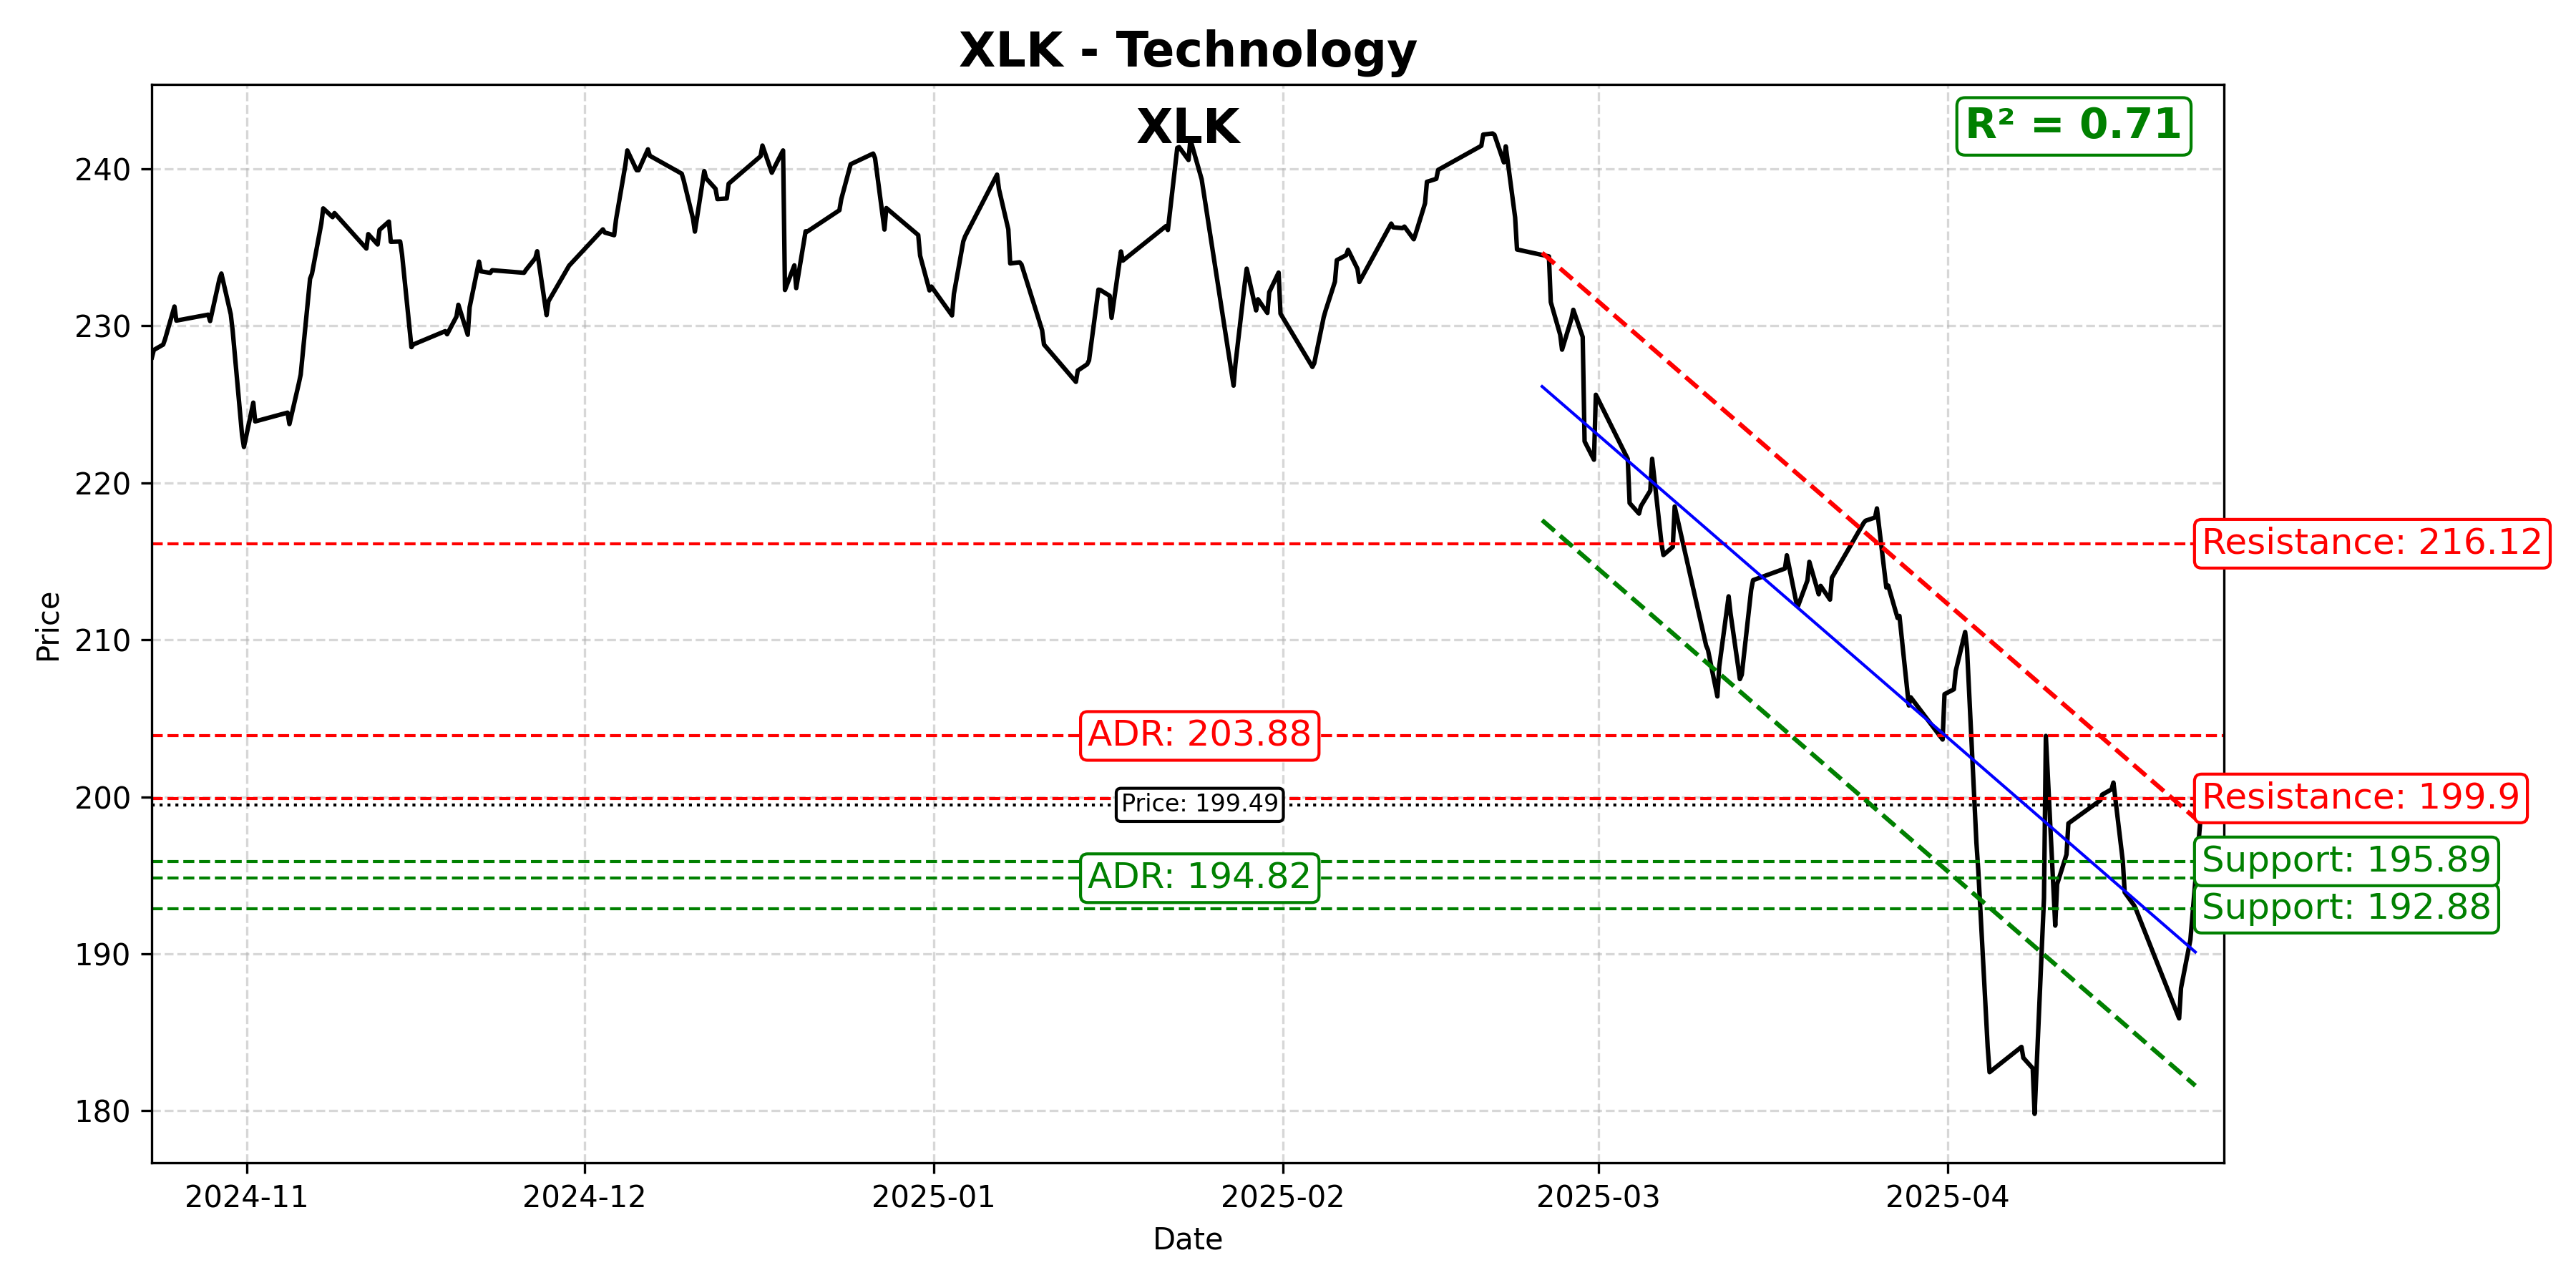 XLK - Technology
XLK
R² = 0.71
240
230
220
210
200
190
180
Price
Resistance: 216.12
ADR: 203.88
Resistance: 199.9
Price: 199.49
Support: 195.89
ADR: 194.82
Support: 192.88
2024-11
2024-12
2025-01
2025-02
2025-03
2025-04
Date